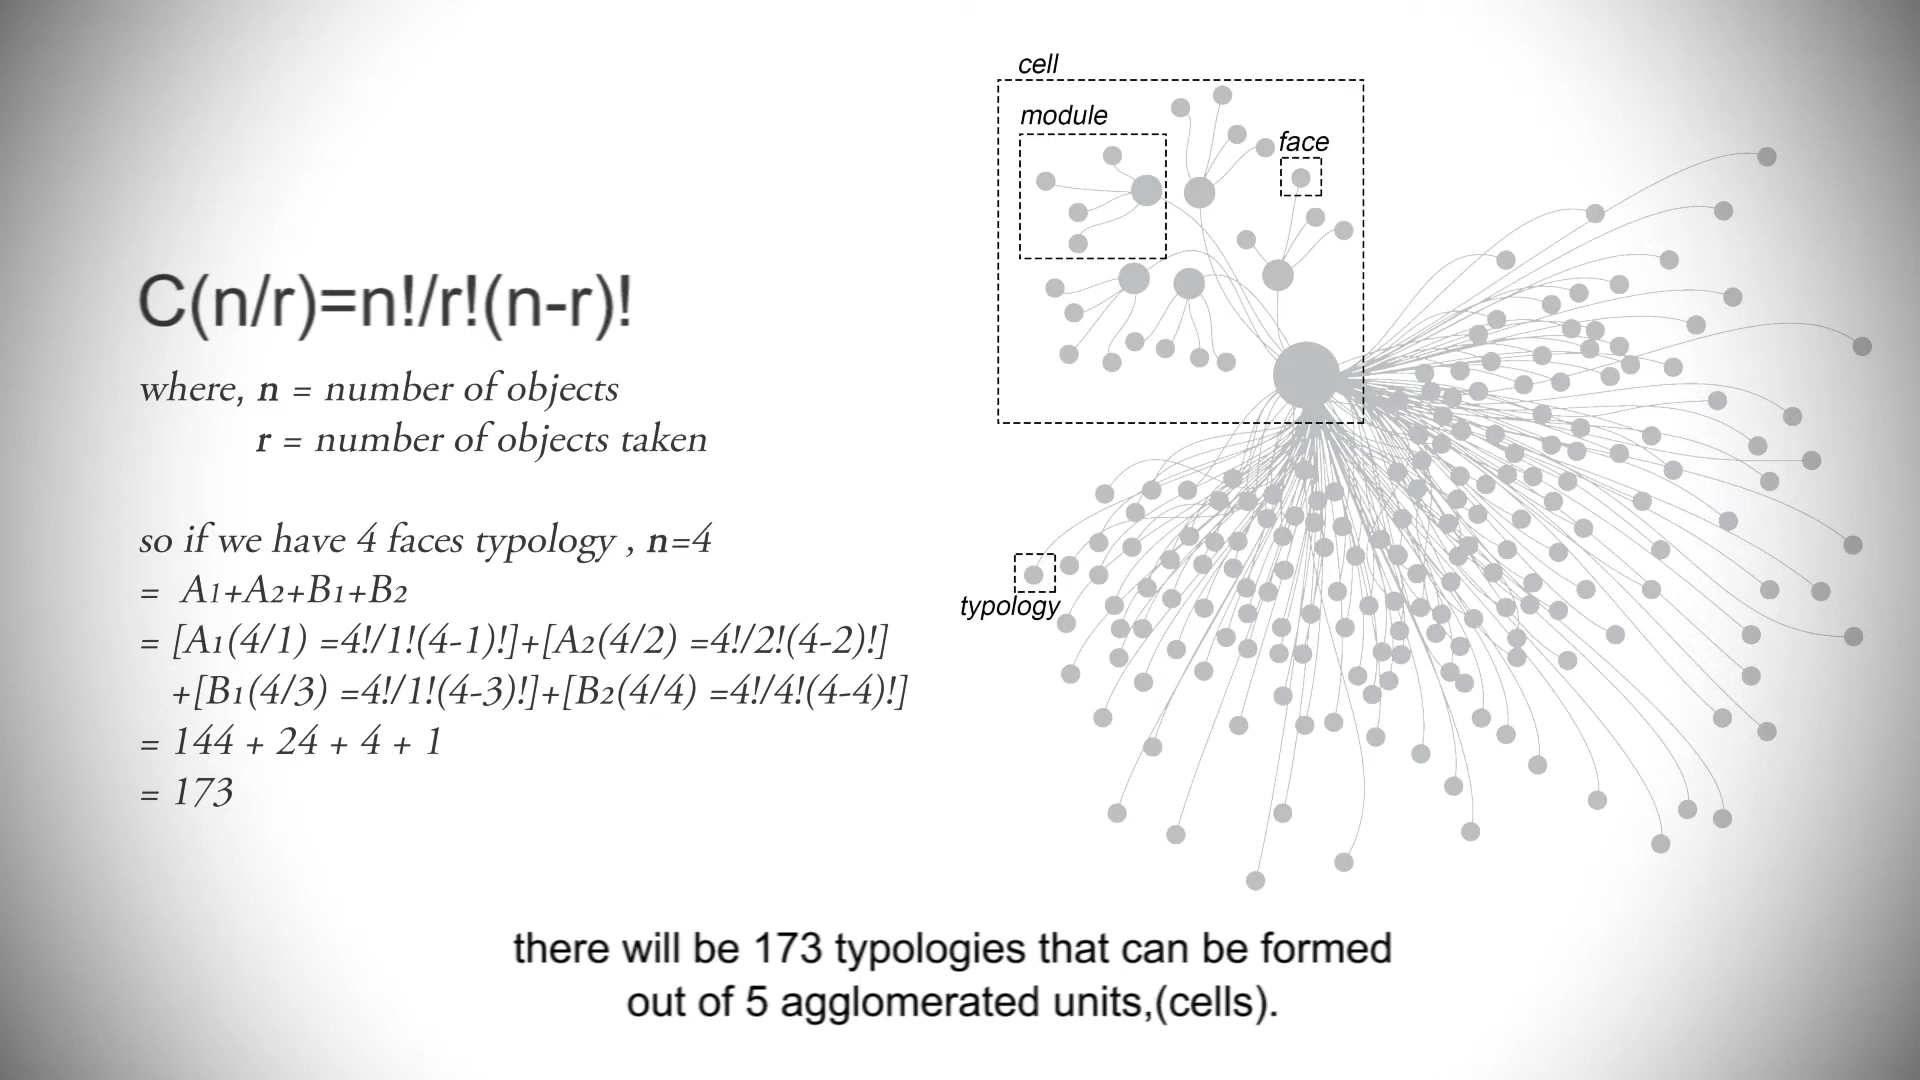 C(n/r)=n!/r!(n-r)!
where, n = number of objects
r = number of objects taken
so if we have 4 faces typology , n=4
= A1+A2+B1+B2
= [A1(4/1) =4!/1!(4-1)!]+[A2(4/2) =4!/2!(4-2)!]
+[B1(4/3) =4!/1!(4-3)!]+[B2(4/4) =4!/4!(4-4)!]
= 144 + 24 + 4 + 1
= 173
cell
module
face
typology
there will be 173 typologies that can be formed
out of 5 agglomerated units,(cells).